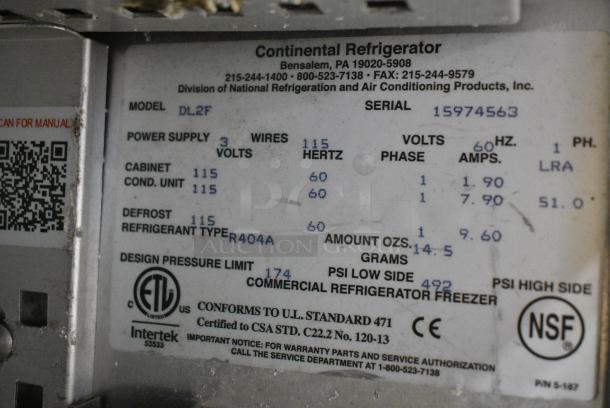 Continental Refrigerator
Bensalem, PA 19020-5908
215-244-1400 · 800-523-7138 · FAX: 215-244-9579
Division of National Refrigeration and Air Conditioning Products, Inc.
MODEL DL2F SERIAL 15974563
CAN FOR MANUAL
POWER SUPPLY 3 WIRES 115 VOLTS 60 HZ. 1 PH.
VOLTS HERTZ PHASE AMPS. LRA
CABINET 115 60 1 1.90
COND. UNIT 115 60 1 7.90 51.0
DEFROST 115 60 1 9.60
REFRIGERANT TYPE R404A AMOUNT OZS. 14.5
GRAMS
DESIGN PRESSURE LIMIT 174 PSI LOW SIDE 492 PSI HIGH SIDE
COMMERCIAL REFRIGERATOR FREEZER
PCI
AUCTION GROUP
ETL
C US
Intertek
53533
CONFORMS TO U.L. STANDARD 471
Certified to CSA STD. C22.2 No. 120-13
CE
NSF
IMPORTANT NOTICE: FOR WARRANTY PARTS AND SERVICE AUTHORIZATION
CALL THE SERVICE DEPARTMENT AT 1-800-523-7138
P/N 5-187